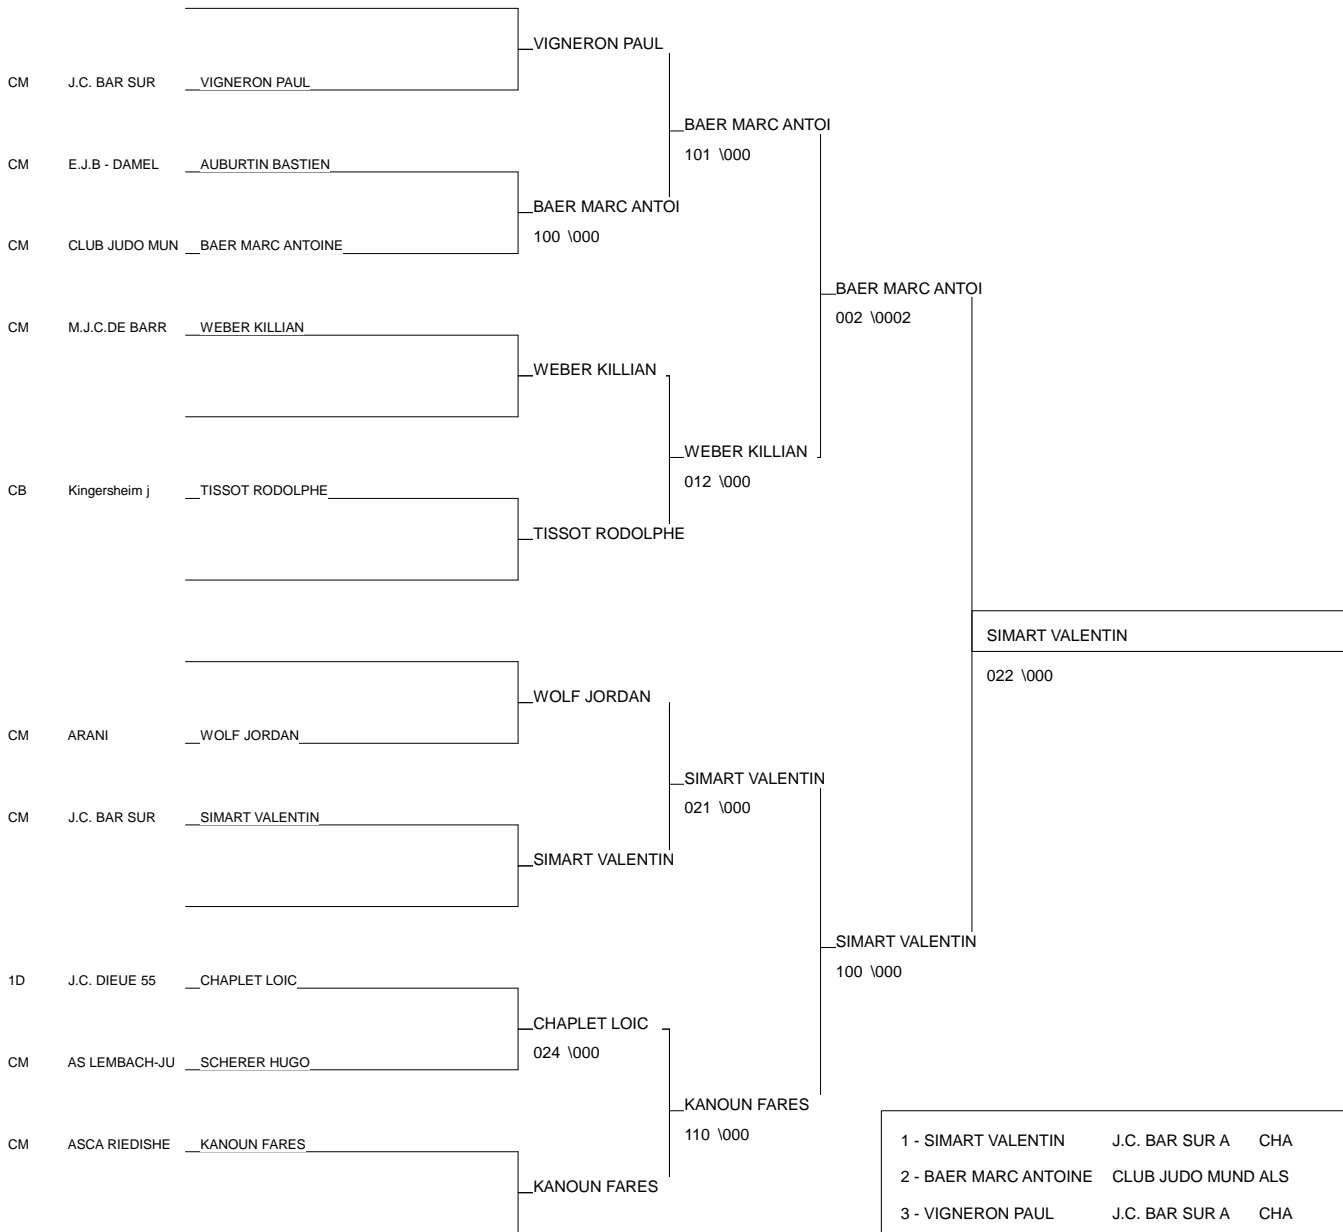 VIGNERON PAUL
CM J.C. BAR SUR VIGNERON PAUL
BAER MARC ANTOI
101 \000
CM E.J.B - DAMEL AUBURTIN BASTIEN
BAER MARC ANTOI
100 \000
CM CLUB JUDO MUN BAER MARC ANTOINE
BAER MARC ANTOI
002 \0002
CM M.J.C.DE BARR WEBER KILLIAN
WEBER KILLIAN
WEBER KILLIAN
012 \000
CB Kingersheim j TISSOT RODOLPHE
TISSOT RODOLPHE
SIMART VALENTIN
022 \000
WOLF JORDAN
CM ARANI WOLF JORDAN
SIMART VALENTIN
021 \000
CM J.C. BAR SUR SIMART VALENTIN
SIMART VALENTIN
SIMART VALENTIN
100 \000
1D J.C. DIEUE 55 CHAPLET LOIC
CHAPLET LOIC
024 \000
CM AS LEMBACH-JU SCHERER HUGO
KANOUN FARES
110 \000
CM ASCA RIEDISHE KANOUN FARES
KANOUN FARES
1 - SIMART VALENTIN J.C. BAR SUR A CHA
2 - BAER MARC ANTOINE CLUB JUDO MUND ALS
3 - VIGNERON PAUL J.C. BAR SUR A CHA